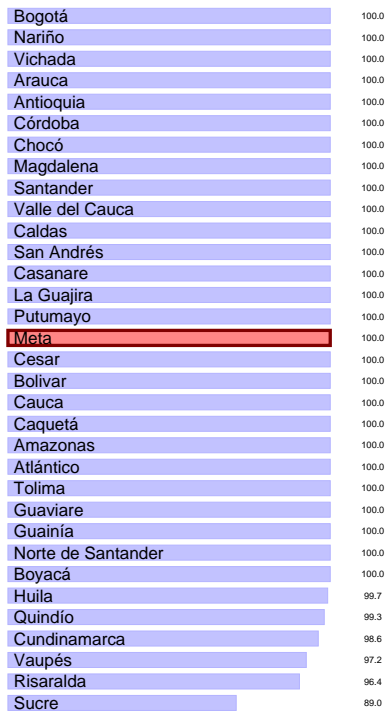 Bogotá 100.0
Nariño 100.0
Vichada 100.0
Arauca 100.0
Antioquia 100.0
Córdoba 100.0
Chocó 100.0
Magdalena 100.0
Santander 100.0
Valle del Cauca 100.0
Caldas 100.0
San Andrés 100.0
Casanare 100.0
La Guajira 100.0
Putumayo 100.0
Meta 100.0
Cesar 100.0
Bolivar 100.0
Cauca 100.0
Caquetá 100.0
Amazonas 100.0
Atlántico 100.0
Tolima 100.0
Guaviare 100.0
Guainía 100.0
Norte de Santander 100.0
Boyacá 100.0
Huila 99.7
Quindío 99.3
Cundinamarca 98.6
Vaupés 97.2
Risaralda 96.4
Sucre 89.0